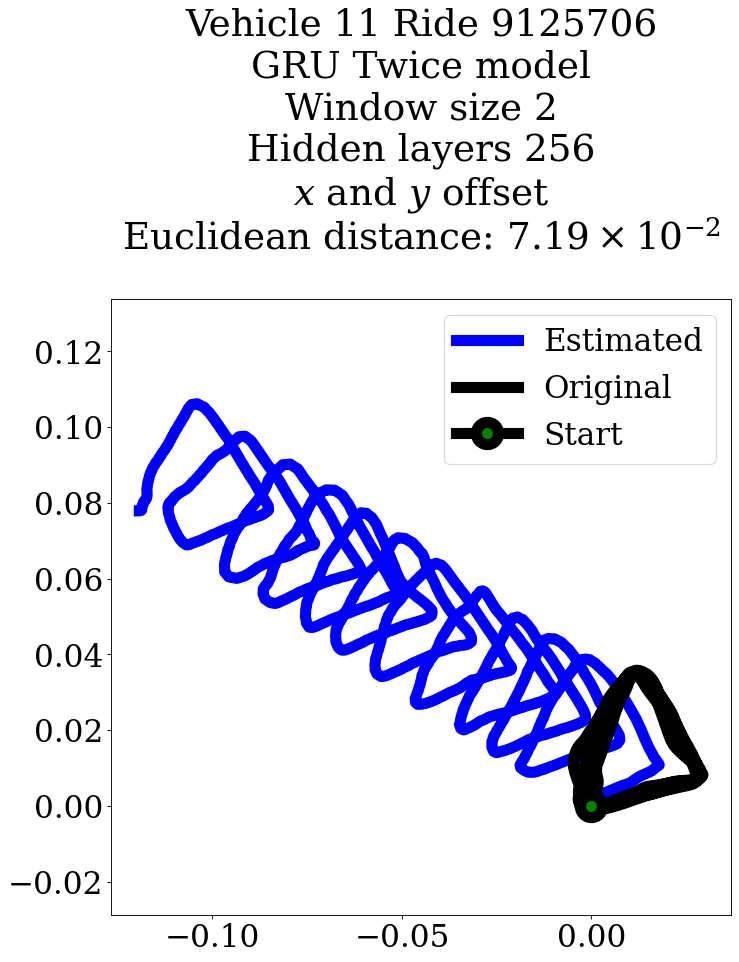 Vehicle 11 Ride 9125706
GRU Twice model
Window size 2
Hidden layers 256
x and y offset
Euclidean distance: 7.19 × 10⁻²
Estimated
Original
Start
0.12
0.10
0.08
0.06
0.04
0.02
0.00
−0.02
−0.10
−0.05
0.00